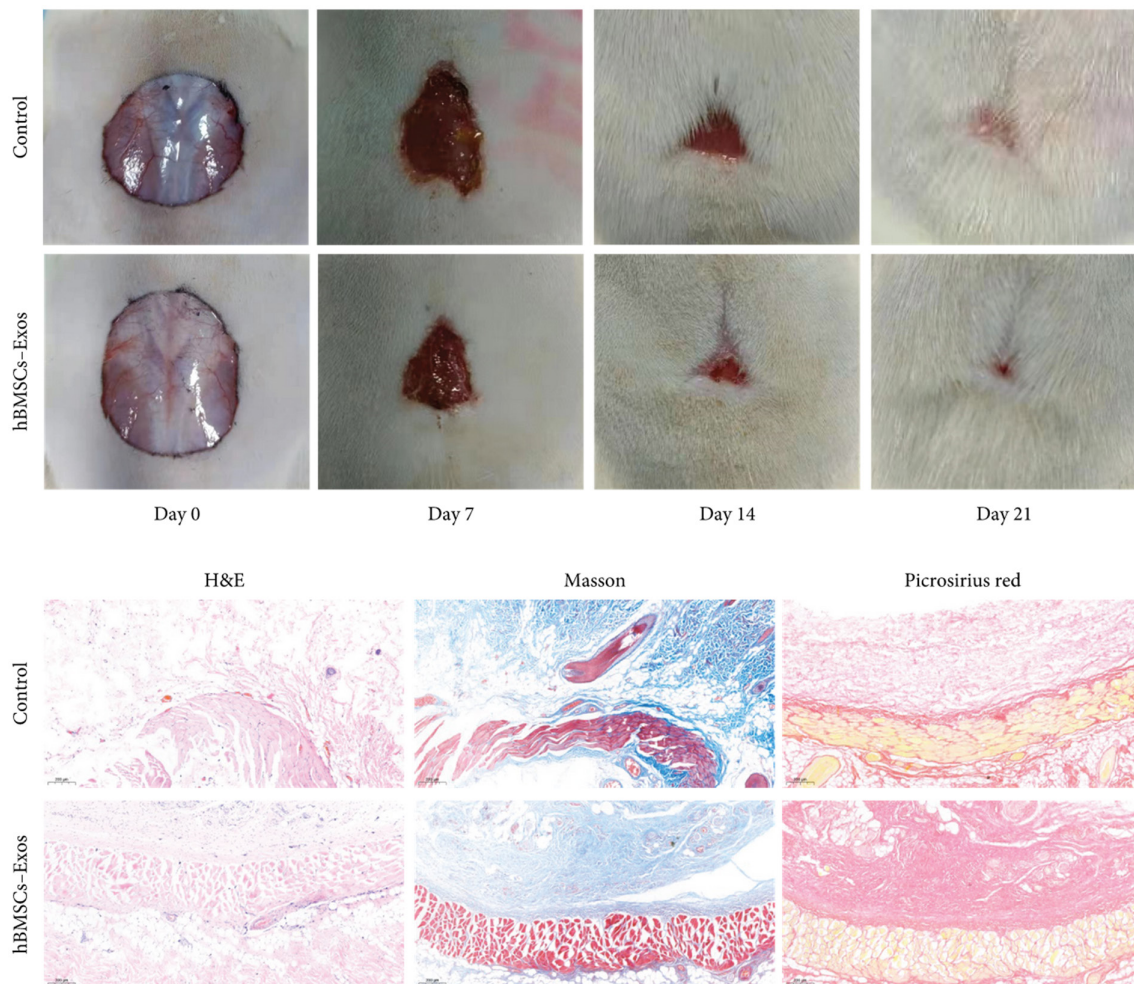 Control
hBMSCs–Exos
Day 0
Day 7
Day 14
Day 21
H&E
Masson
Picrosirius red
Control
hBMSCs–Exos